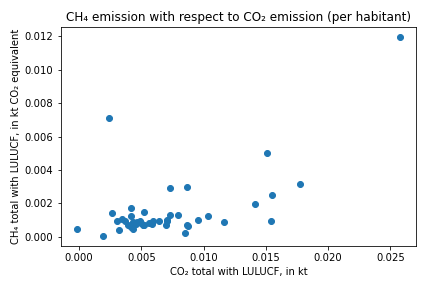 CH₄ emission with respect to CO₂ emission (per habitant)
CH₄ total with LULUCF, in kt CO₂ equivalent
0.012
0.010
0.008
0.006
0.004
0.002
0.000
0.000 0.005 0.010 0.015 0.020 0.025
CO₂ total with LULUCF, in kt